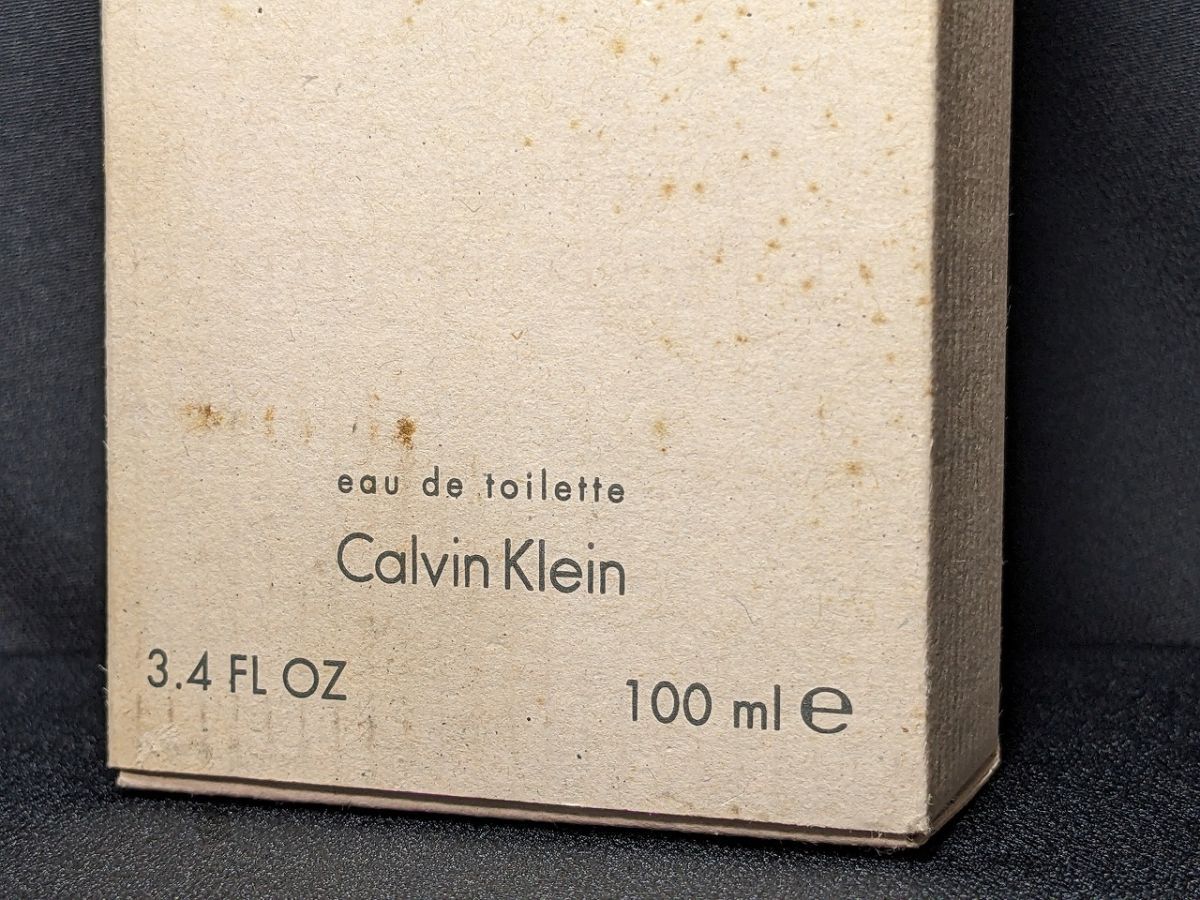 eau de toilette
Calvin Klein
3.4 FL OZ
100 ml ℮